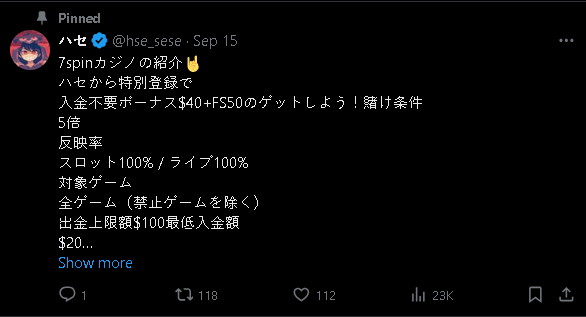 Pinned
ハセ @hse_sese · Sep 15
7spinカジノの紹介🤘
ハセから特別登録で
入金不要ボーナス$40+FS50のゲットしよう！賭け条件
5倍
反映率
スロット100% / ライブ100%
対象ゲーム
全ゲーム（禁止ゲームを除く）
出金上限額$100最低入金額
$20...
Show more
1 118 112 23K